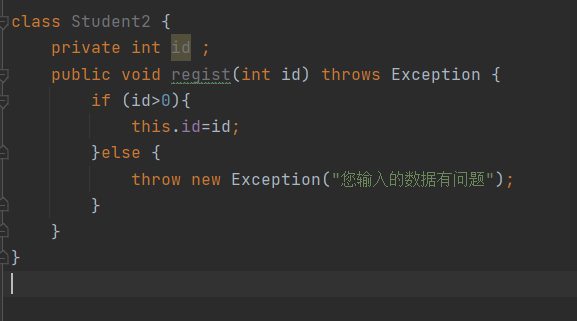 class Student2 {
    private int id ;
    public void regist(int id) throws Exception {
        if (id>0){
            this.id=id;
        }else {
            throw new Exception("您输入的数据有问题");
        }
    }
}